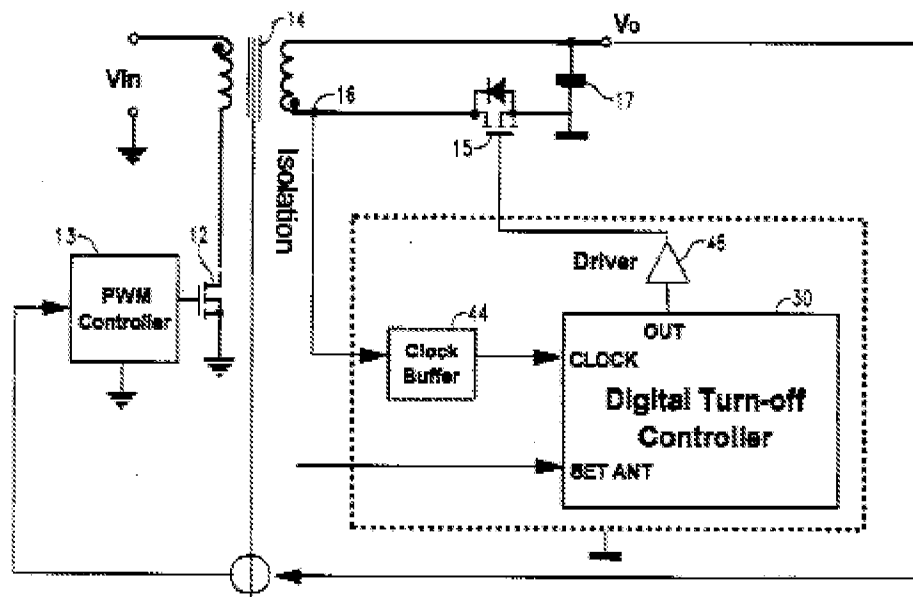 14
Vo
Vin
16
17
15
Isolation
13
12
PWM
Controller
Driver
30
44
OUT
Clock
Buffer
CLOCK
Digital Turn-off
Controller
SET ANT